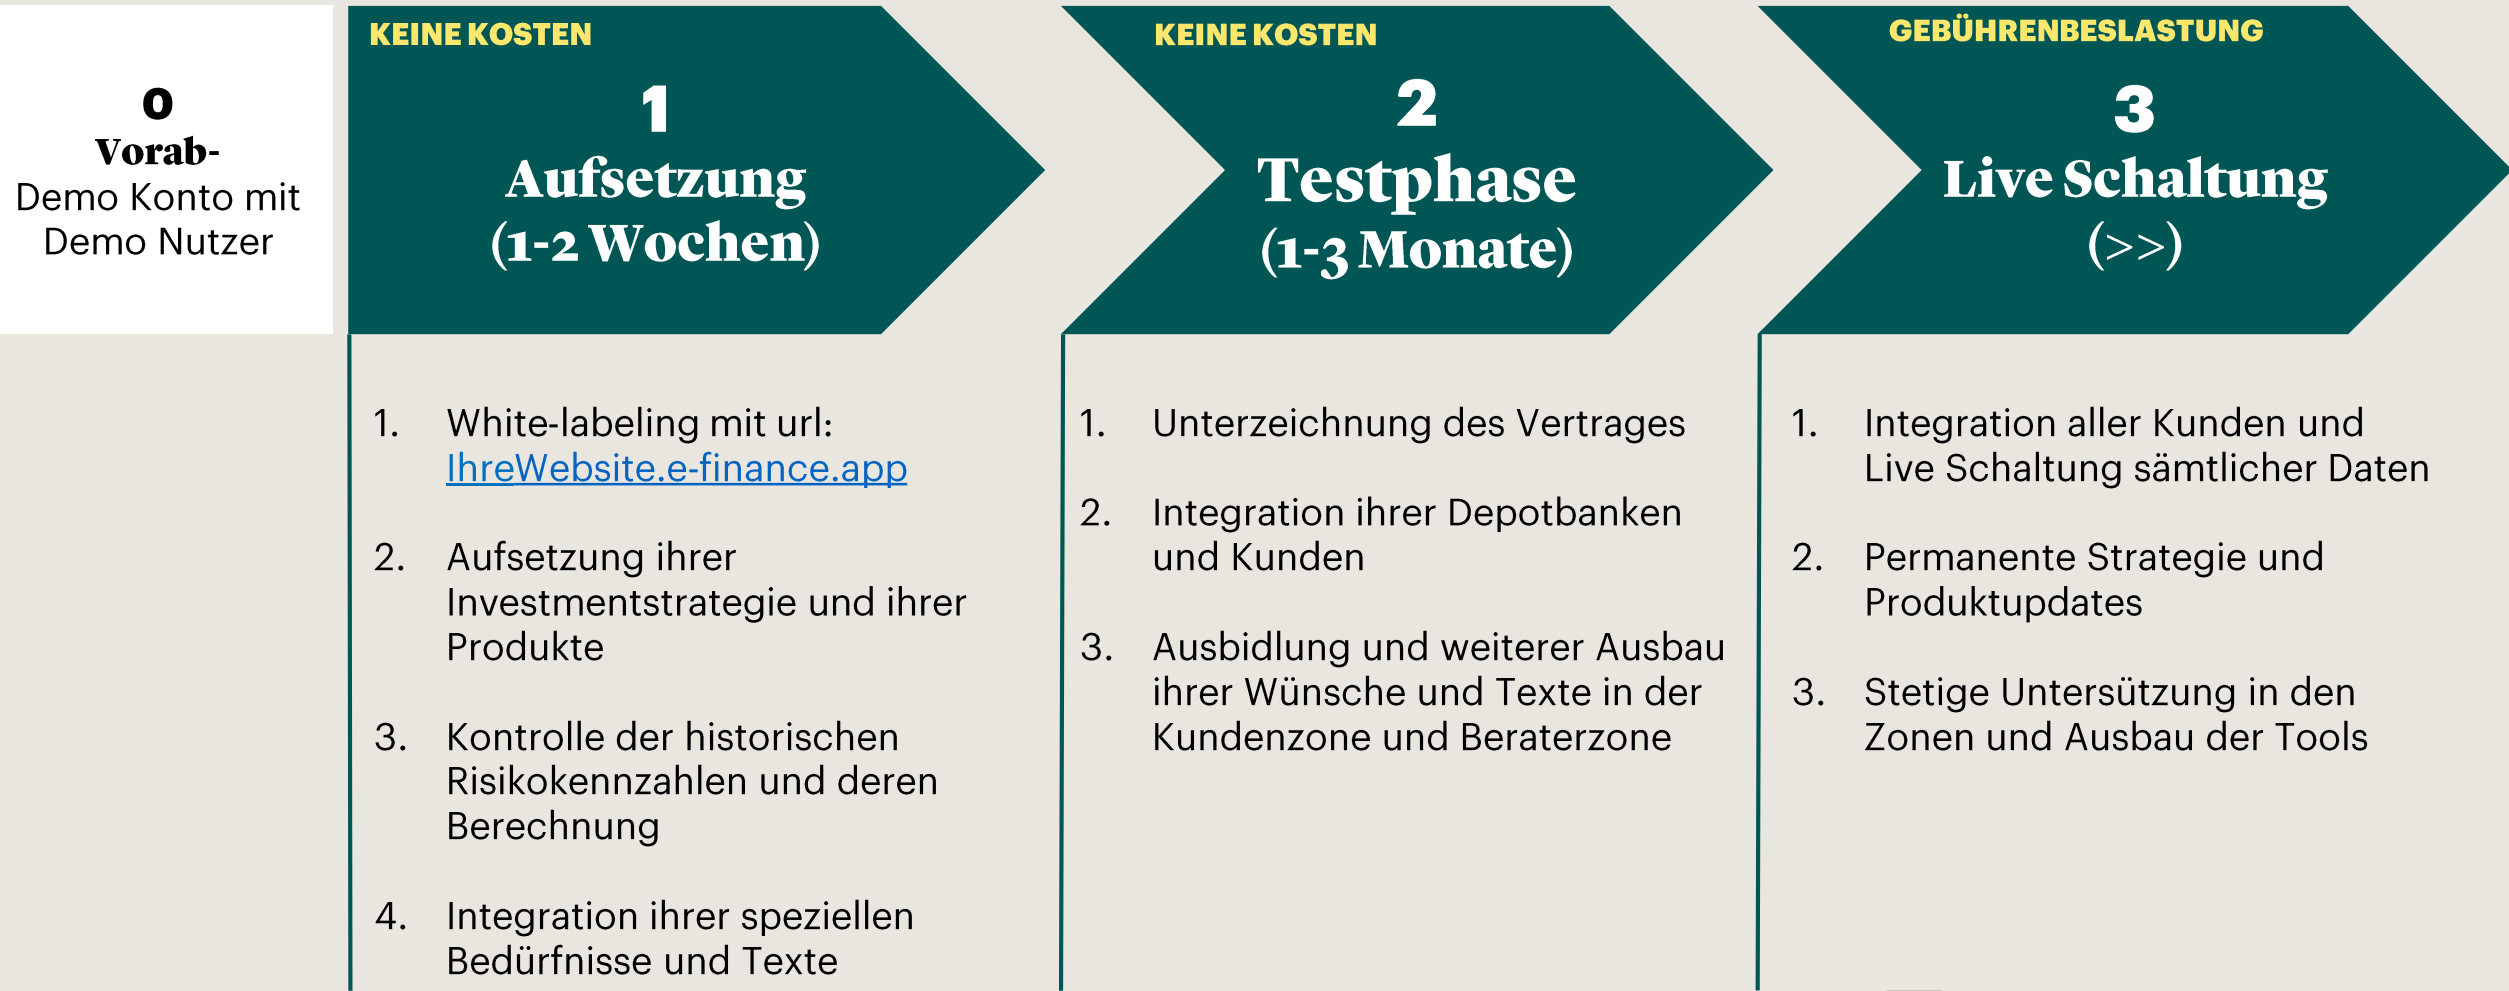 0
Vorab-
Demo Konto mit
Demo Nutzer
KEINE KOSTEN
1
Aufsetzung
(1-2 Wochen)
1. White-labeling mit url:
IhreWebsite.e-finance.app
2. Aufsetzung ihrer
Investmentstrategie und ihrer
Produkte
3. Kontrolle der historischen
Risikokennzahlen und deren
Berechnung
4. Integration ihrer speziellen
Bedürfnisse und Texte
KEINE KOSTEN
2
Testphase
(1-3 Monate)
1. Unterzeichnung des Vertrages
2. Integration ihrer Depotbanken
und Kunden
3. Ausbidlung und weiterer Ausbau
ihrer Wünsche und Texte in der
Kundenzone und Beraterzone
GEBÜHRENBESLASTUNG
3
Live Schaltung
(>>)
1. Integration aller Kunden und
Live Schaltung sämtlicher Daten
2. Permanente Strategie und
Produktupdates
3. Stetige Untersützung in den
Zonen und Ausbau der Tools